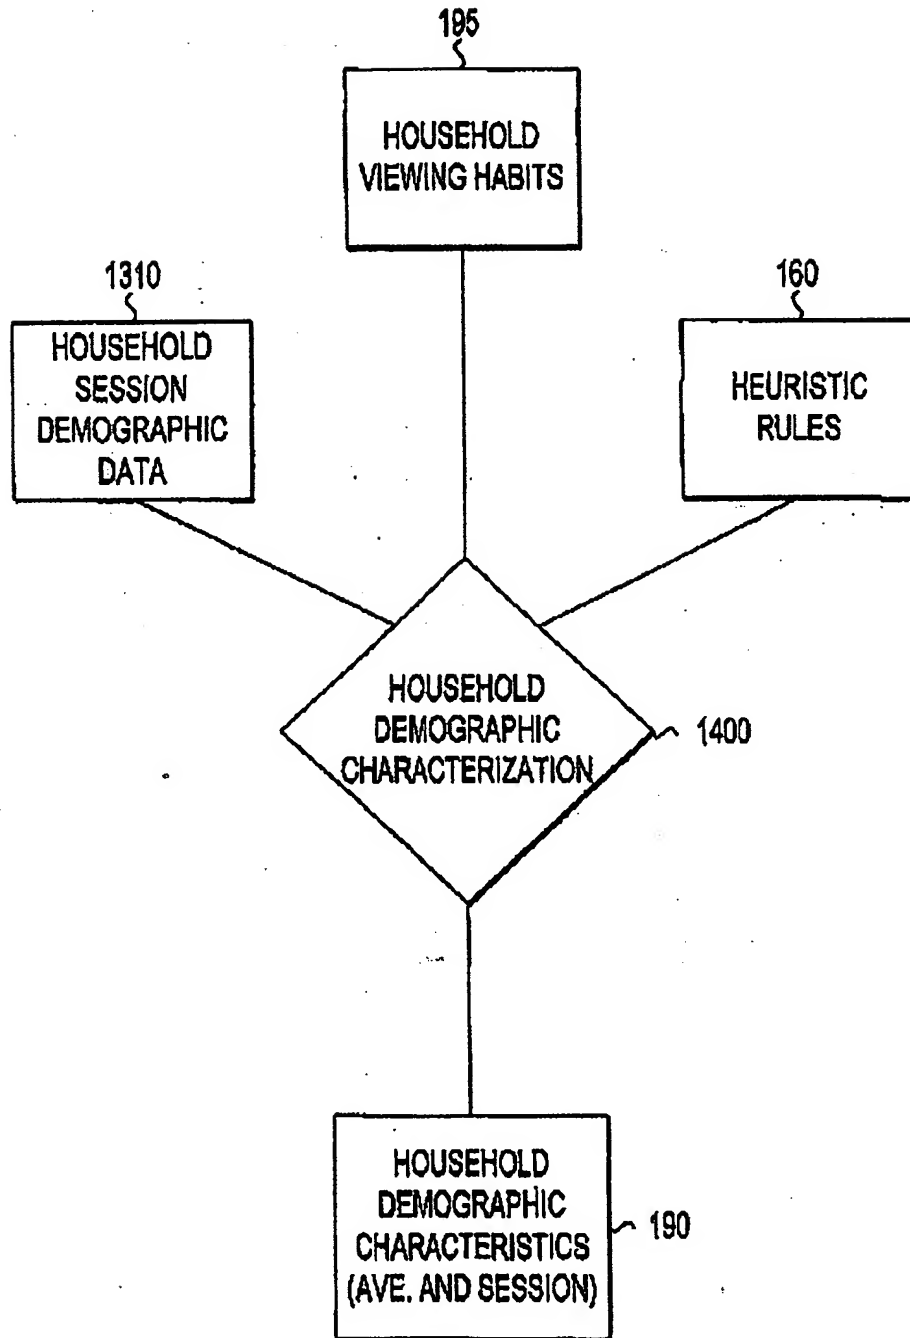 195
HOUSEHOLD
VIEWING HABITS
1310
HOUSEHOLD
SESSION
DEMOGRAPHIC
DATA
160
HEURISTIC
RULES
HOUSEHOLD
DEMOGRAPHIC
CHARACTERIZATION
1400
HOUSEHOLD
DEMOGRAPHIC
CHARACTERISTICS
(AVE. AND SESSION)
190